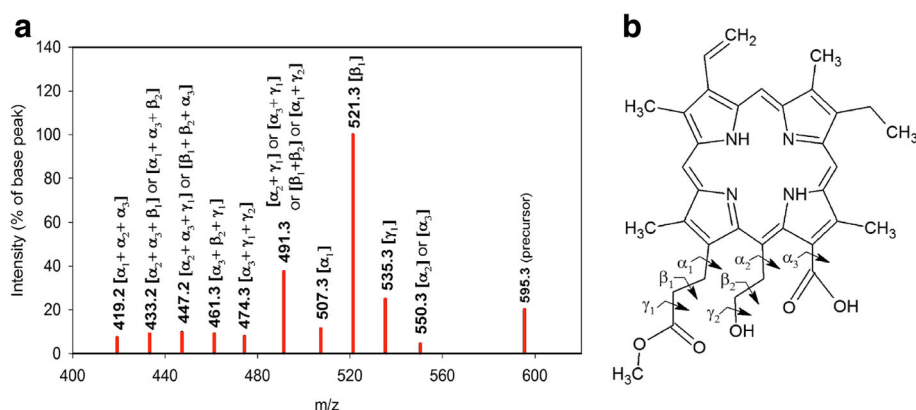 a
b
140
120
100
80
60
40
20
0
Intensity (% of base peak)
400
440
480
520
560
600
m/z
419.2 [α1 + α2 + α3]
433.2 [α2 + α3 + β1] or [α1 + α3 + β2]
447.2 [α2 + α3 + γ1] or [β1 + β2 + α3]
461.3 [α3 + β2 + γ1]
474.3 [α3 + γ1 + γ2]
491.3 [α2 + γ1] or [α3 + γ1]
or [β1+β2] or [α1 + γ2]
507.3 [α1]
521.3 [β1]
535.3 [γ1]
550.3 [α2] or [α3]
595.3 (precursor)
CH2
CH3
H3C
NH
N
CH3
N
NH
H3C
CH3
α1
α2
α3
β1
β2
O
OH
γ1
γ2
OH
O
O
H3C